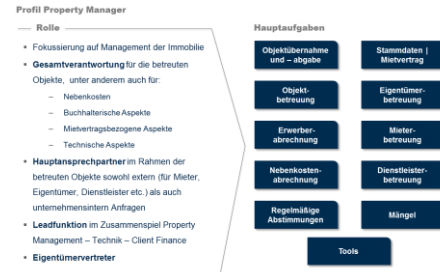 Profil Property Manager
Rolle
Fokussierung auf Management der Immobilie
Gesamtverantwortung für die betreuten
Objekte, unter anderem auch für:
– Nebenkosten
– Buchhalterische Aspekte
– Mietvertragsbezogene Aspekte
– Technische Aspekte
Hauptansprechpartner im Rahmen der
betreuten Objekte sowohl extern (für Mieter,
Eigentümer, Dienstleister etc.) als auch
unternehmensintern Anfragen
Leadfunktion im Zusammenspiel Property
Management – Technik – Client Finance
Eigentümervertreter
Hauptaufgaben
Objektübernahme
und – abgabe
Stammdaten |
Mietvertrag
Objekt-
betreuung
Eigentümer-
betreuung
Erwerber-
abrechnung
Mieter-
betreuung
Nebenkosten-
abrechnung
Dienstleister-
betreuung
Regelmäßige
Abstimmungen
Mängel
Tools